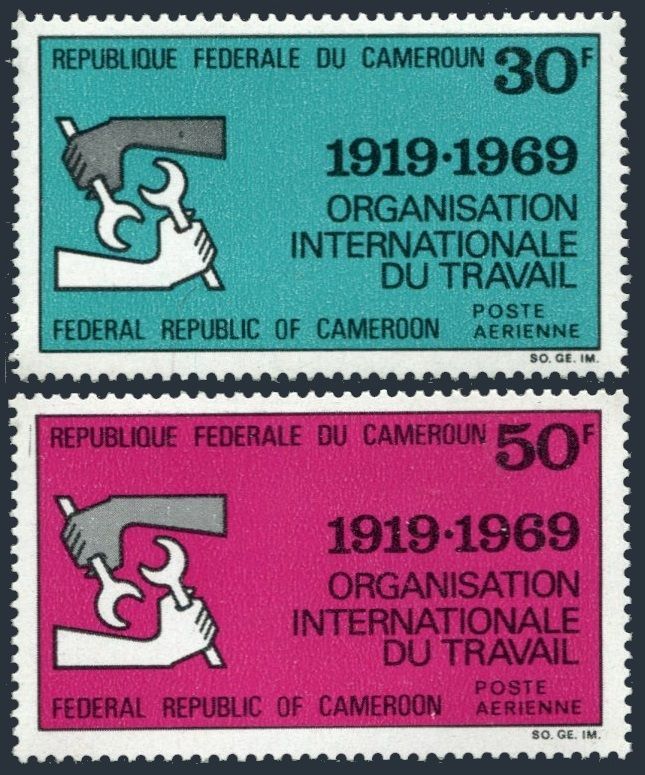 REPUBLIQUE FEDERALE DU CAMEROUN 30F
1919·1969
ORGANISATION
INTERNATIONALE
DU TRAVAIL
POSTE
AERIENNE
FEDERAL REPUBLIC OF CAMEROON
SO. GE. IM.
REPUBLIQUE FEDERALE DU CAMEROUN 50F
1919·1969
ORGANISATION
INTERNATIONALE
DU TRAVAIL
POSTE
AERIENNE
FEDERAL REPUBLIC OF CAMEROON
SO. GE. IM.